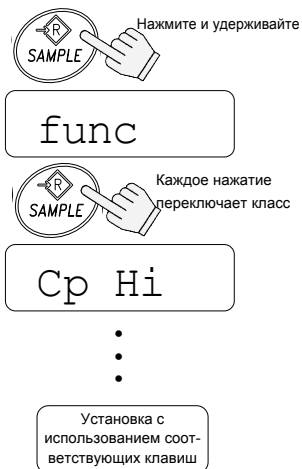 Нажмите и удерживайте
R
SAMPLE
func
Каждое нажатие
переключает класс
R
SAMPLE
Cp Hi
Установка с
использованием соот-
ветствующих клавиш